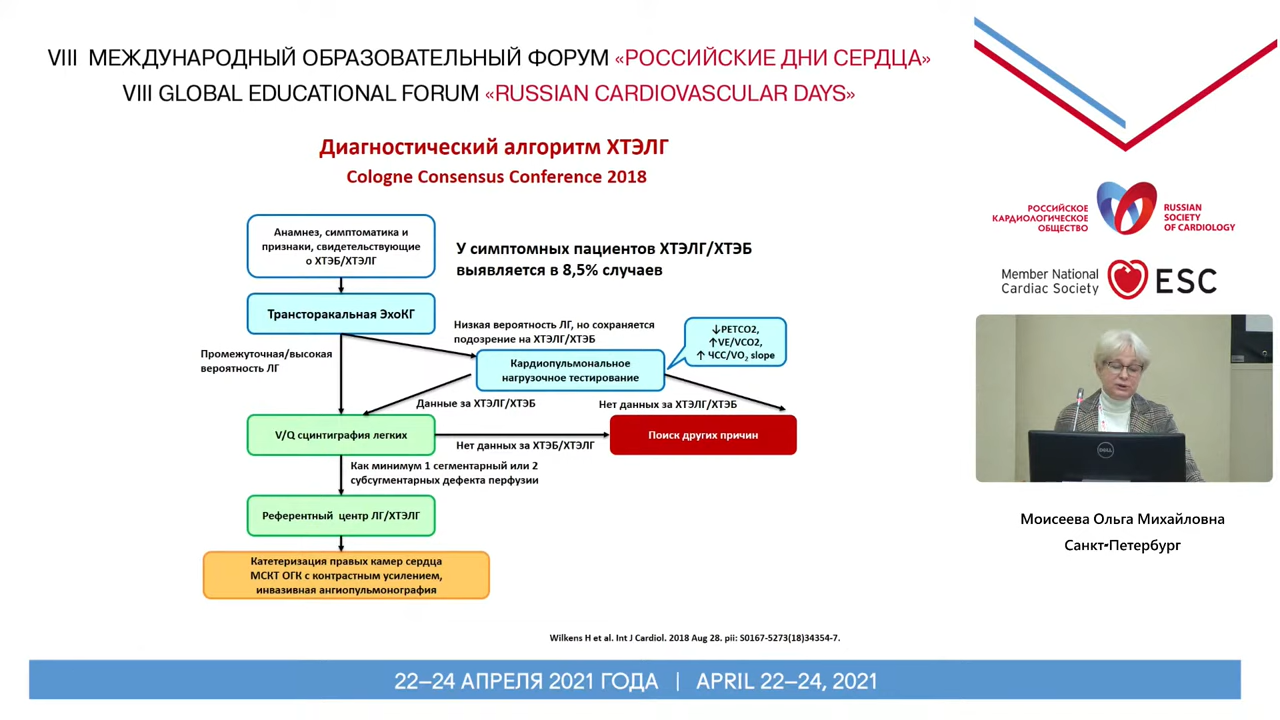 VIII МЕЖДУНАРОДНЫЙ ОБРАЗОВАТЕЛЬНЫЙ ФОРУМ «РОССИЙСКИЕ ДНИ СЕРДЦА»
VIII GLOBAL EDUCATIONAL FORUM «RUSSIAN CARDIOVASCULAR DAYS»
Диагностический алгоритм ХТЭЛГ
Cologne Consensus Conference 2018
Анамнез, симптоматика и
признаки, свидетельствующие
о ХТЭБ/ХТЭЛГ
У симптомных пациентов ХТЭЛГ/ХТЭБ
выявляется в 8,5% случаев
Трансторакальная ЭхоКГ
Низкая вероятность ЛГ, но сохраняется
подозрение на ХТЭЛГ/ХТЭБ
↓PETCO2,
↑VE/VCO2,
↑ ЧСС/VO₂ slope
Промежуточная/высокая
вероятность ЛГ
Кардиопульмональное
нагрузочное тестирование
Данные за ХТЭЛГ/ХТЭБ
Нет данных за ХТЭЛГ/ХТЭБ
V/Q сцинтиграфия легких
Нет данных за ХТЭБ/ХТЭЛГ
Поиск других причин
Как минимум 1 сегментарный или 2
субсугментарных дефекта перфузии
Референтный центр ЛГ/ХТЭЛГ
Катетеризация правых камер сердца
МСКТ ОГК с контрастным усилением,
инвазивная ангиопульмонография
Wilkens H et al. Int J Cardiol. 2018 Aug 28. pii: S0167-5273(18)34354-7.
РОССИЙСКОЕ
КАРДИОЛОГИЧЕСКОЕ
ОБЩЕСТВО
RUSSIAN
SOCIETY
OF CARDIOLOGY
Member National
Cardiac Society
ESC
DELL
Моисеева Ольга Михайловна
Санкт-Петербург
22–24 АПРЕЛЯ 2021 ГОДА | APRIL 22–24, 2021